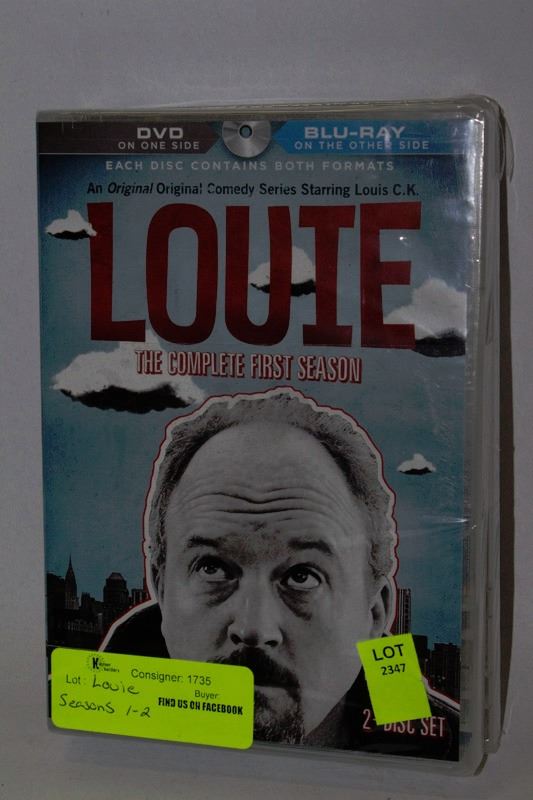 DVD
ON ONE SIDE
BLU-RAY
ON THE OTHER SIDE
EACH DISC CONTAINS BOTH FORMATS
An Original Original Comedy Series Starring Louis C.K.
LOUIE
THE COMPLETE FIRST SEASON
Consigner: 1735
Lot: Louie
Seasons 1-2
Buyer:
FIND US ON FACEBOOK
LOT
2347
2-DISC SET